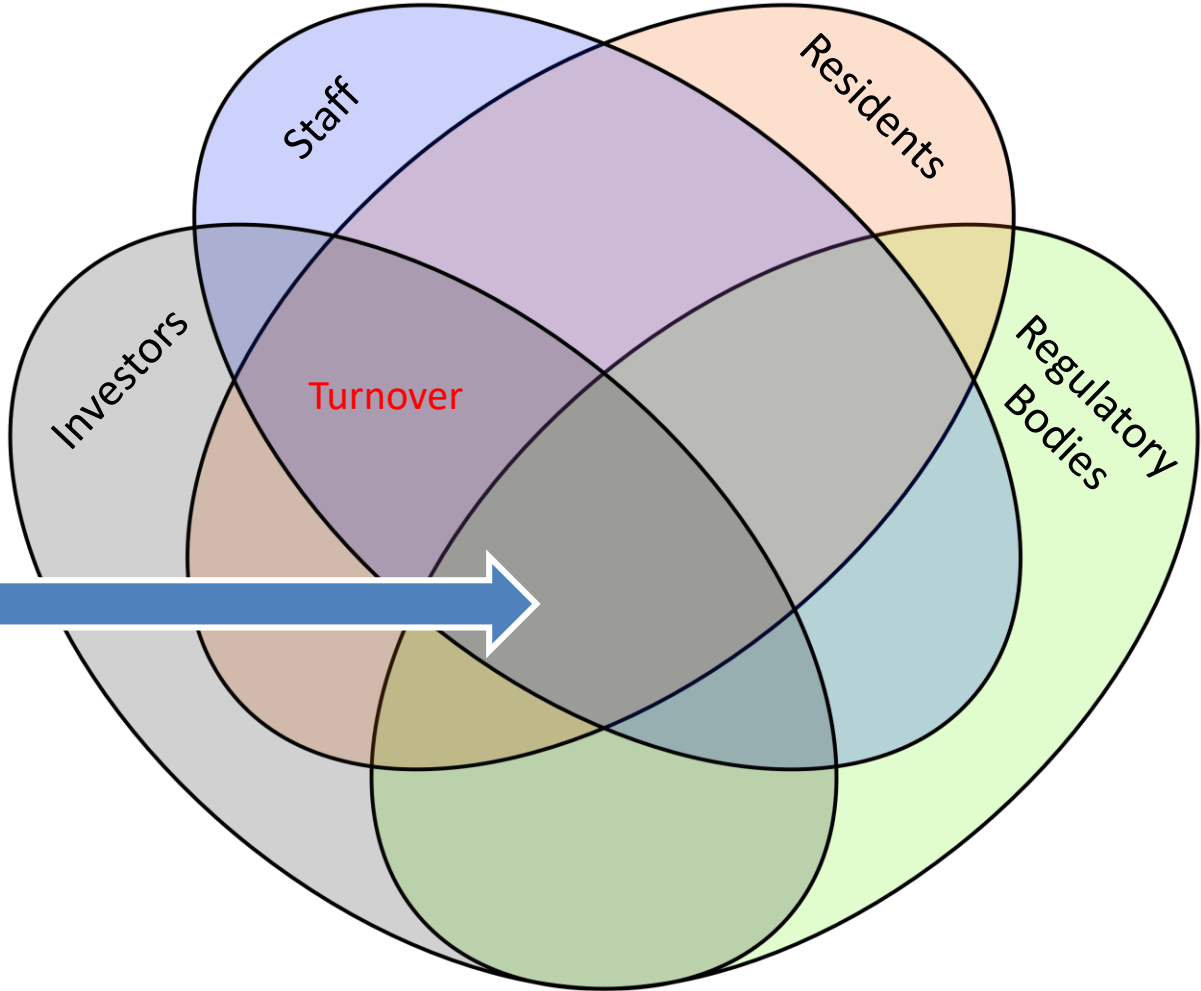 Staff
Residents
Investors
Turnover
Regulatory
Bodies